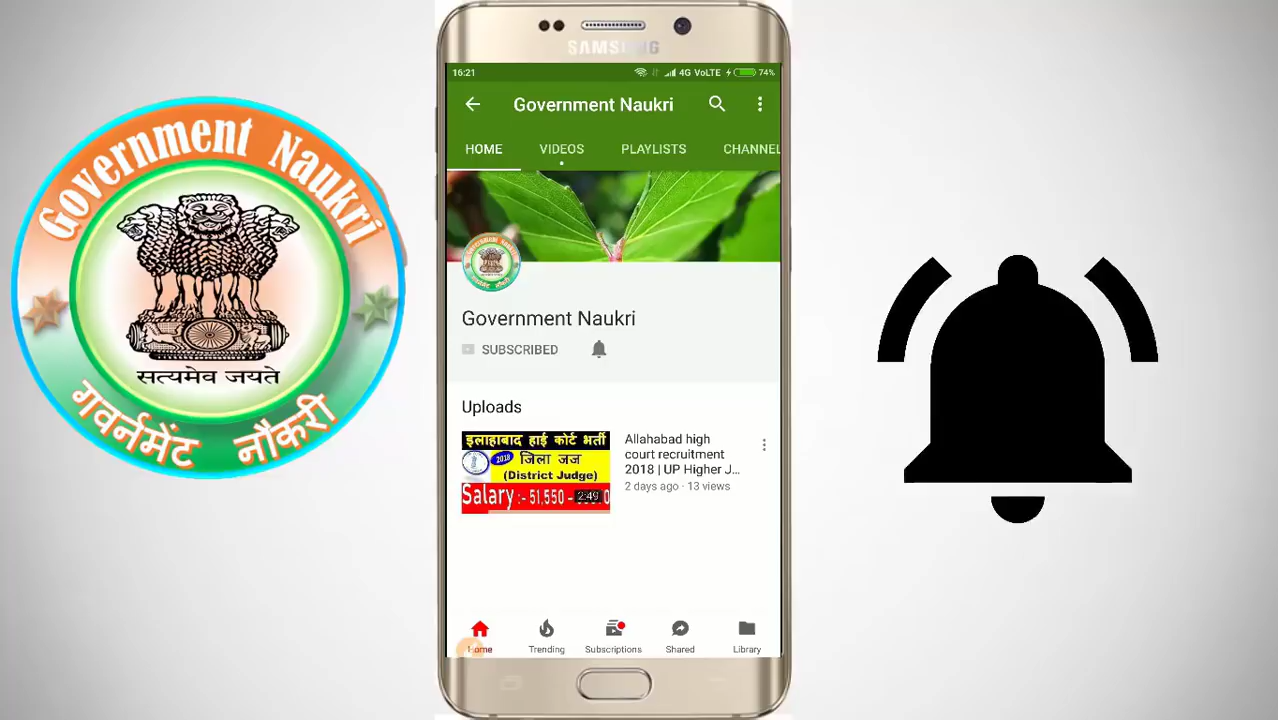 Government Naukri
सत्यमेव जयते
गवर्नमेंट नौकरी
SAMSUNG
16:21
4G VoLTE
74%
Government Naukri
HOME
VIDEOS
PLAYLISTS
CHANNEL
Government Naukri
SUBSCRIBED
Uploads
इलाहाबाद हाई कोर्ट भर्ती
2018
जिला जज
(District Judge)
Salary :- 51,550 -
2:49
Allahabad high
court recruitment
2018 | UP Higher J...
2 days ago · 13 views
Home
Trending
Subscriptions
Shared
Library